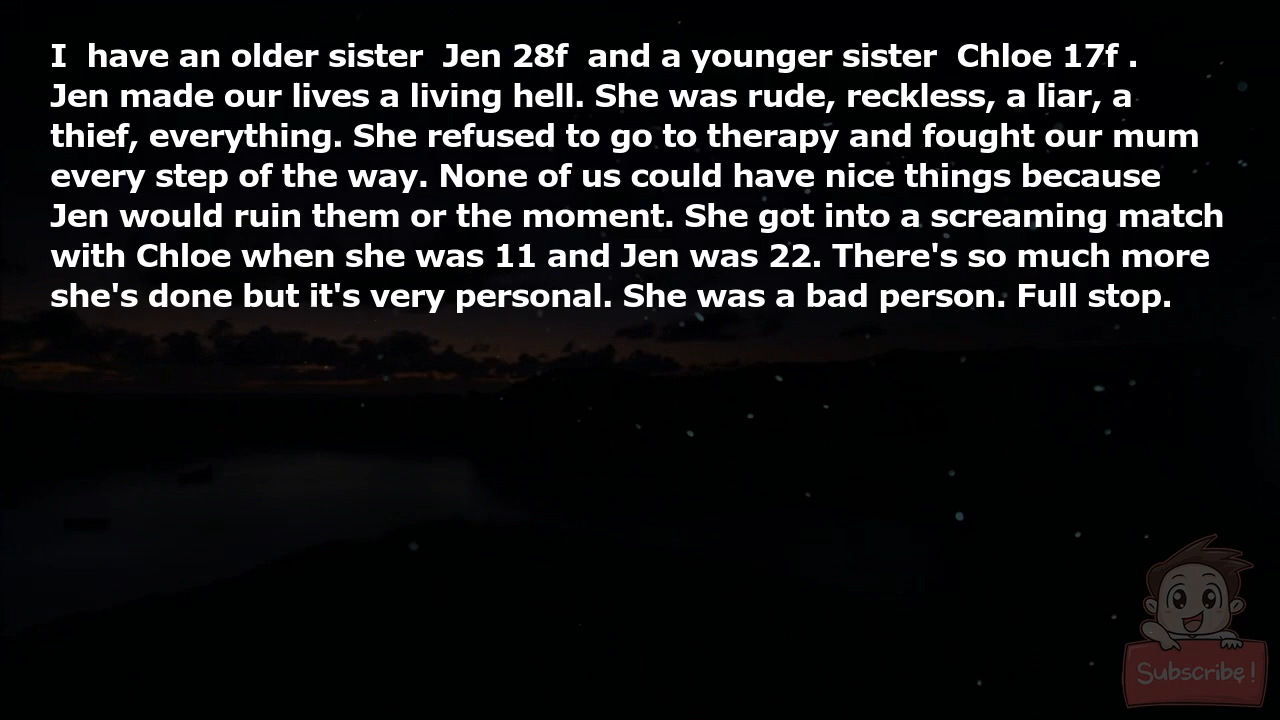 I  have an older sister  Jen 28f  and a younger sister  Chloe 17f .
Jen made our lives a living hell. She was rude, reckless, a liar, a
thief, everything. She refused to go to therapy and fought our mum
every step of the way. None of us could have nice things because
Jen would ruin them or the moment. She got into a screaming match
with Chloe when she was 11 and Jen was 22. There's so much more
she's done but it's very personal. She was a bad person. Full stop.
Subscribe!